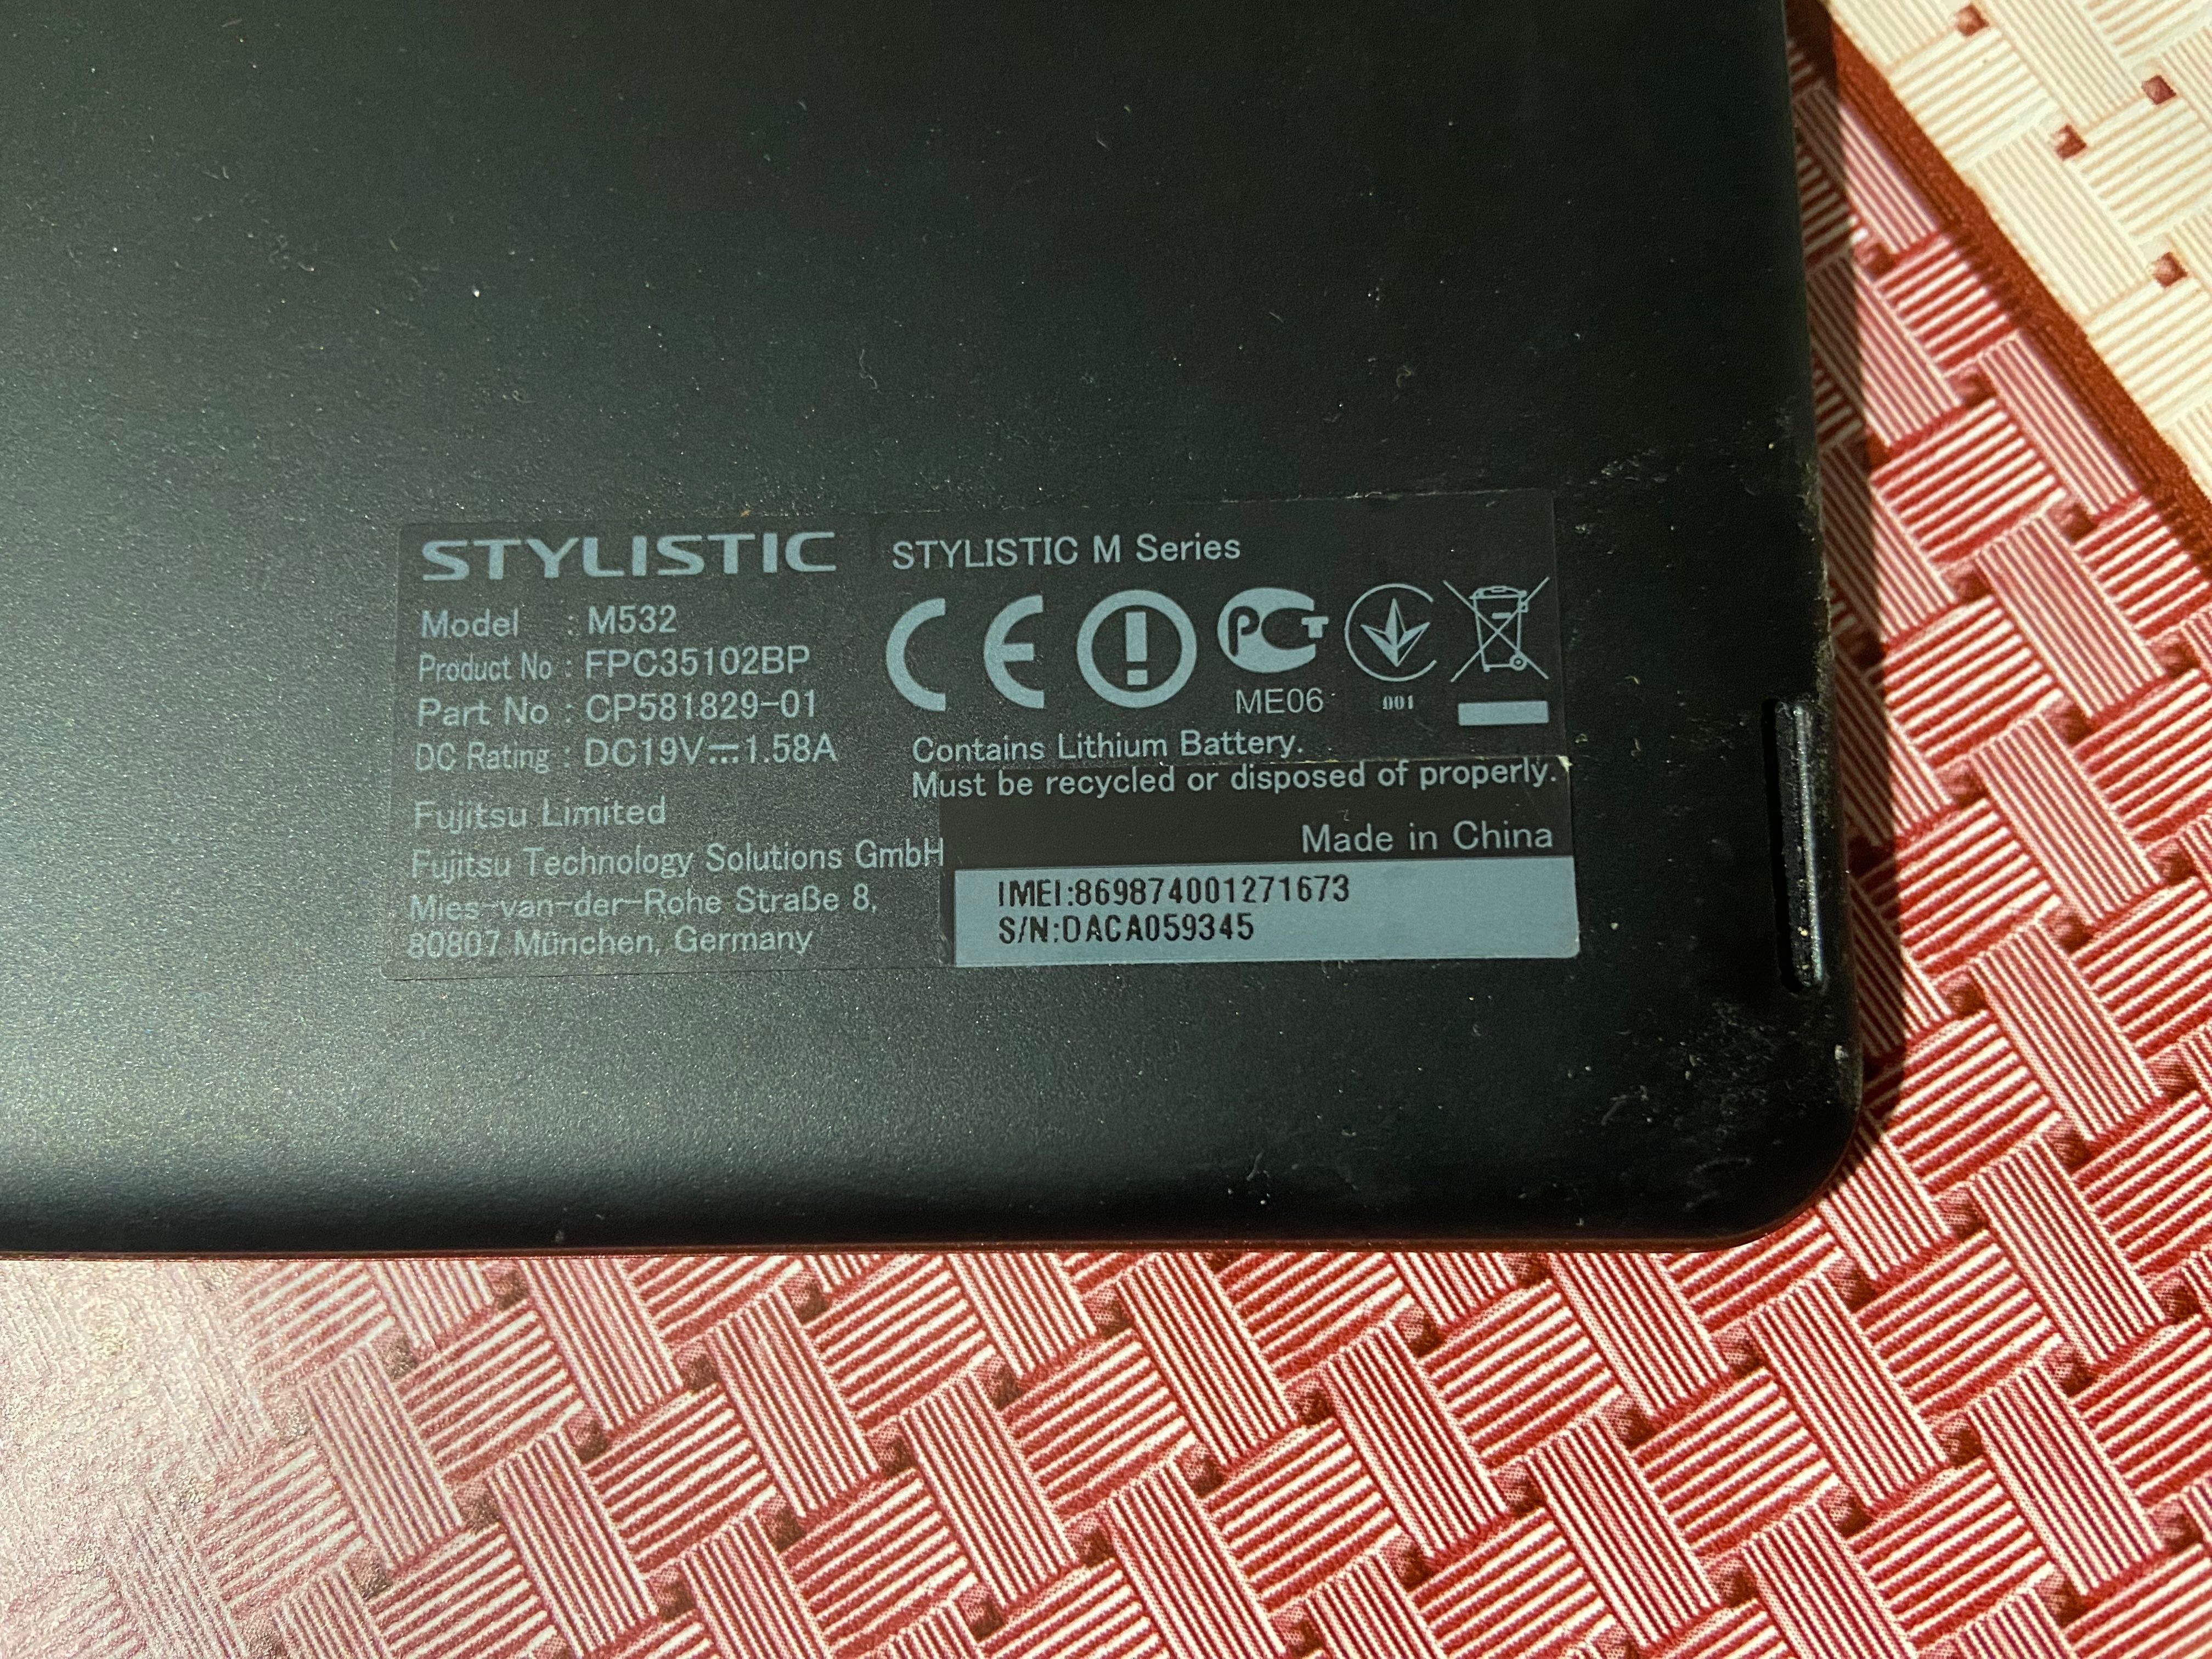 STYLISTIC
Model : M532
Product No : FPC35102BP
Part No : CP581829-01
DC Rating : DC19V⎓1.58A
Fujitsu Limited
Fujitsu Technology Solutions GmbH
Mies-van-der-Rohe Straße 8,
80807 München, Germany
STYLISTIC M Series
CE
PCT
ME06
001
Contains Lithium Battery.
Must be recycled or disposed of properly.
Made in China
IMEI:869874001271673
S/N:DACA059345